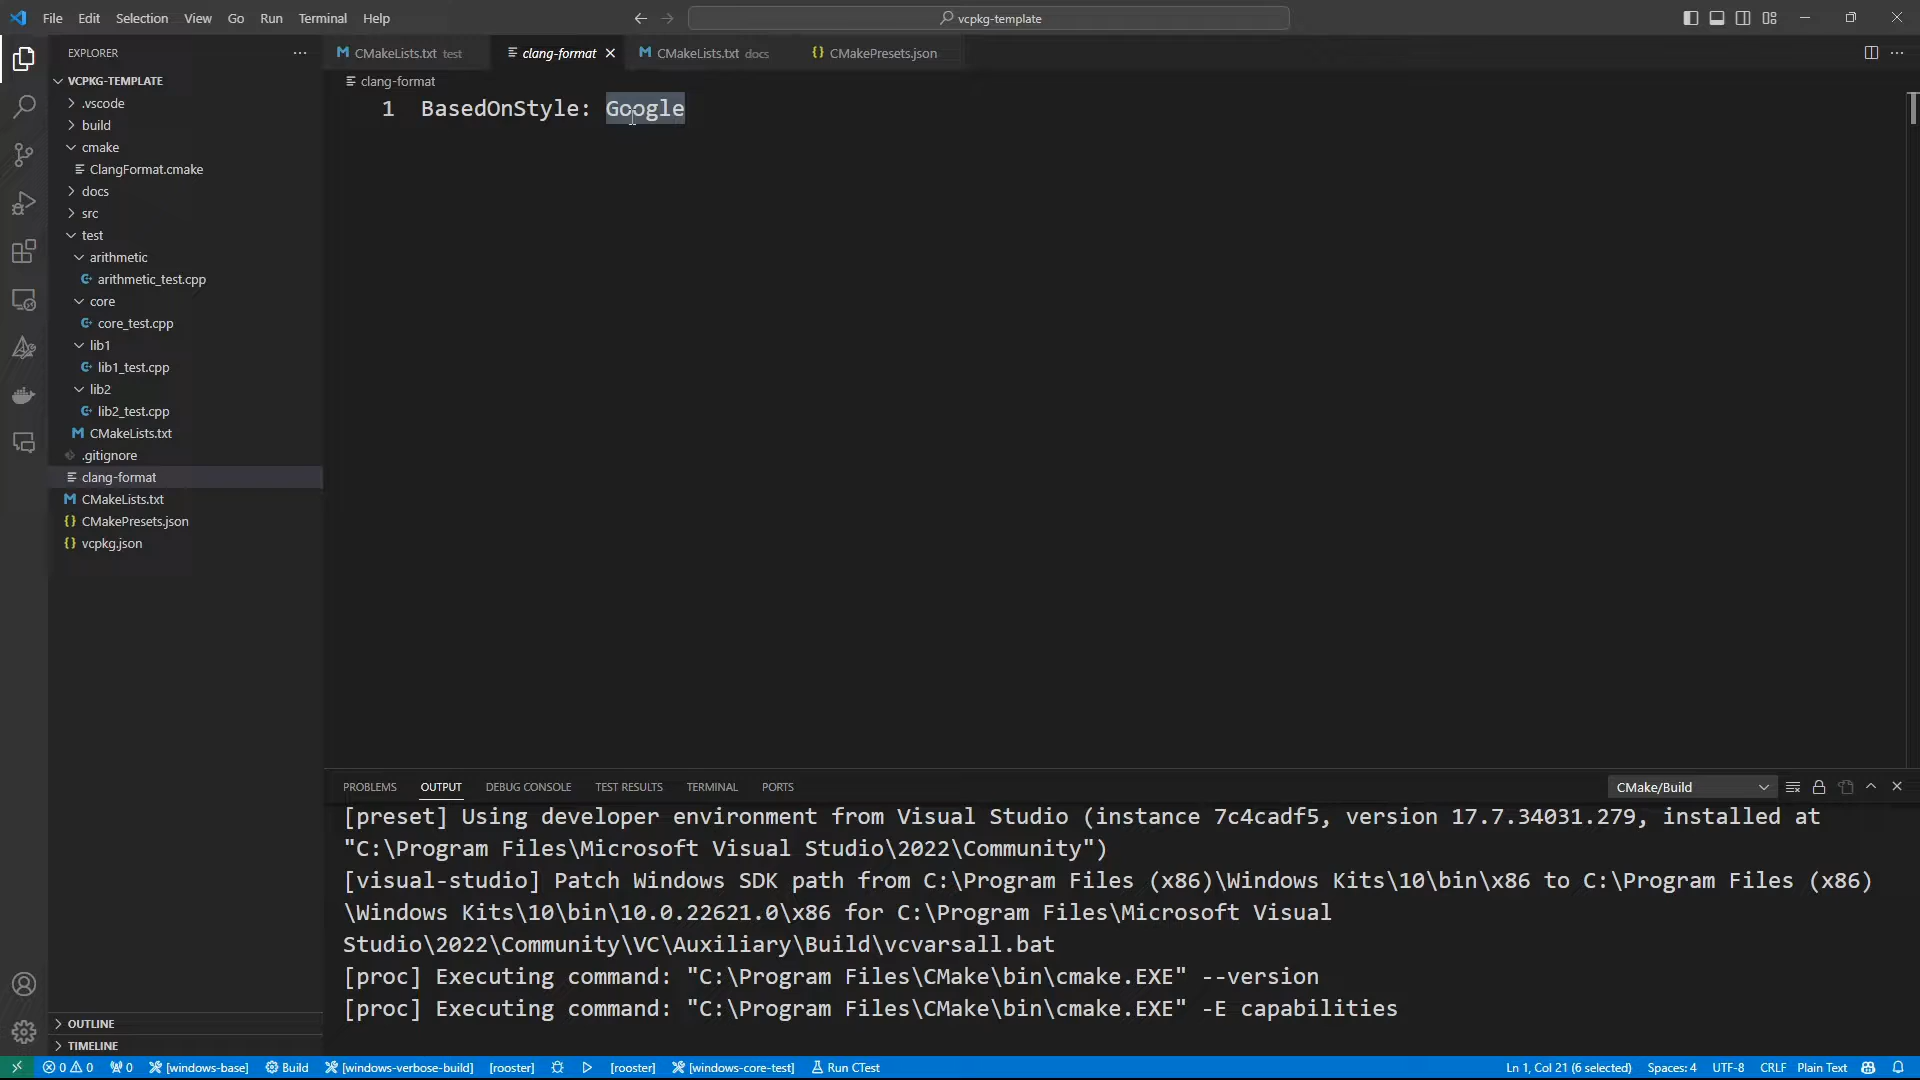 File Edit Selection View Go Run Terminal Help
vcpkg-template
EXPLORER
CMakeLists.txt test
clang-format
CMakeLists.txt docs
CMakePresets.json
VCPKG-TEMPLATE
.vscode
build
cmake
ClangFormat.cmake
docs
src
test
arithmetic
arithmetic_test.cpp
core
core_test.cpp
lib1
lib1_test.cpp
lib2
lib2_test.cpp
CMakeLists.txt
.gitignore
clang-format
CMakeLists.txt
CMakePresets.json
vcpkg.json
OUTLINE
TIMELINE
clang-format
1 BasedOnStyle: Google
PROBLEMS OUTPUT DEBUG CONSOLE TEST RESULTS TERMINAL PORTS
CMake/Build
[preset] Using developer environment from Visual Studio (instance 7c4cadf5, version 17.7.34031.279, installed at
"C:\Program Files\Microsoft Visual Studio\2022\Community")
[visual-studio] Patch Windows SDK path from C:\Program Files (x86)\Windows Kits\10\bin\x86 to C:\Program Files (x86)
\Windows Kits\10\bin\10.0.22621.0\x86 for C:\Program Files\Microsoft Visual
Studio\2022\Community\VC\Auxiliary\Build\vcvarsall.bat
[proc] Executing command: "C:\Program Files\CMake\bin\cmake.EXE" --version
[proc] Executing command: "C:\Program Files\CMake\bin\cmake.EXE" -E capabilities
0 0 0 [windows-base] Build [windows-verbose-build] [rooster] [rooster] [windows-core-test] Run CTest Ln 1, Col 21 (6 selected) Spaces: 4 UTF-8 CRLF Plain Text